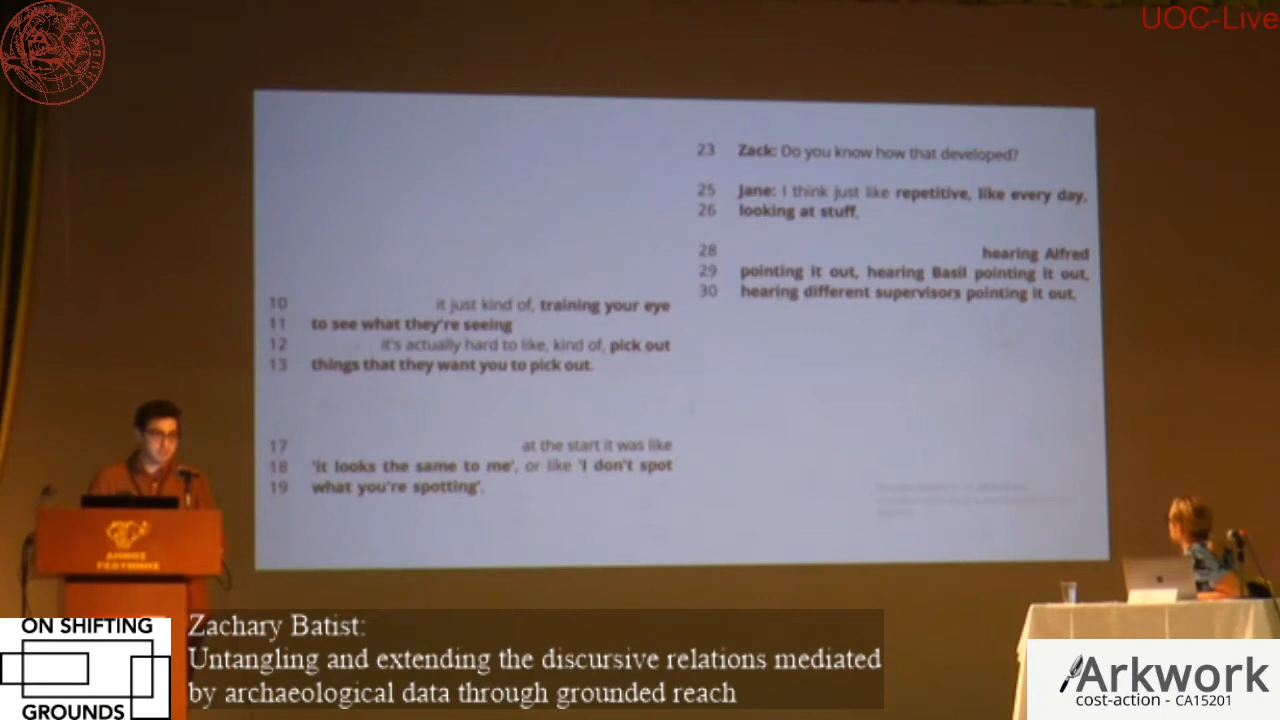 UOC-Live
10 it just kind of, training your eye
11 to see what they're seeing
12 it's actually hard to like, kind of, pick out
13 things that they want you to pick out.
17 at the start it was like
18 'it looks the same to me', or like 'I don't spot
19 what you're spotting'.
23 Zack: Do you know how that developed?
25 Jane: I think just like repetitive, like every day,
26 looking at stuff,
28 hearing Alfred
29 pointing it out, hearing Basil pointing it out,
30 hearing different supervisors pointing it out,
ΔΗΜΟΣ
ΡΕΘΥΜΝΗΣ
ON SHIFTING
GROUNDS
Zachary Batist:
Untangling and extending the discursive relations mediated
by archaeological data through grounded reach
Arkwork
cost-action - CA15201